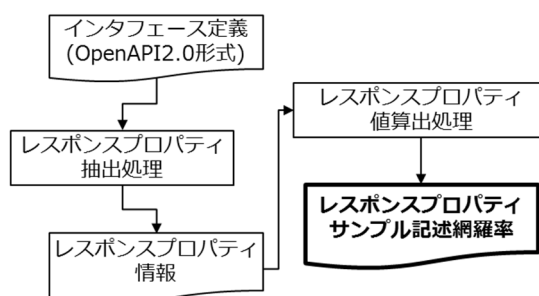 インタフェース定義
(OpenAPI2.0形式)
レスポンスプロパティ
抽出処理
レスポンスプロパティ
情報
レスポンスプロパティ
値算出処理
レスポンスプロパティ
サンプル記述網羅率